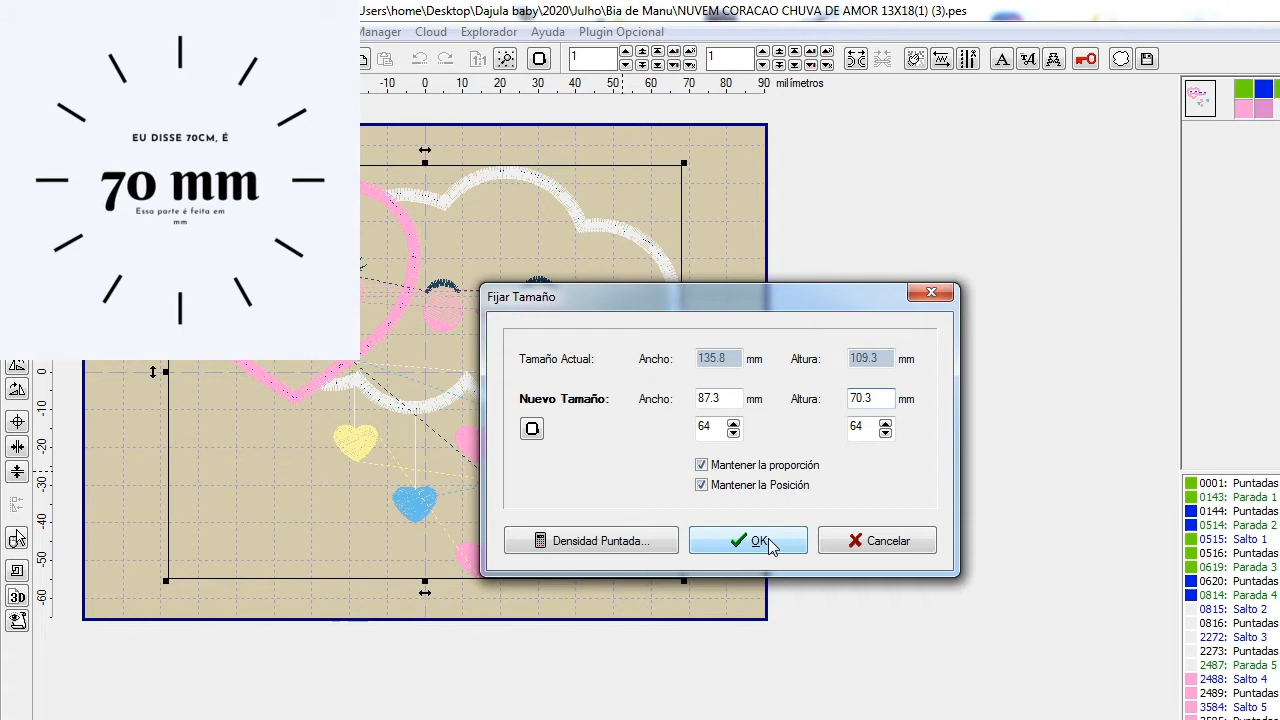 Users\home\Desktop\Dajula baby\2020\Julho\Bia de Manu\NUVEM CORACAO CHUVA DE AMOR 13X18(1) (3).pes
Manager Cloud Explorador Ayuda Plugin Opcional
1 1
-10 0 10 20 30 40 50 60 70 80 90 milímetros
EU DISSE 70CM, É
70 mm
Essa parte é feita em
mm
Fijar Tamaño
Tamaño Actual: Ancho: 135.8 mm Altura: 109.3 mm
Nuevo Tamaño: Ancho: 87.3 mm Altura: 70.3 mm
64 64
Mantener la proporción
Mantener la Posición
Densidad Puntada... OK Cancelar
0
-10
-20
-30
-40
-50
-60
3D
0001: Puntadas
0143: Parada 1
0144: Puntadas
0514: Parada 2
0515: Salto 1
0516: Puntadas
0619: Parada 3
0620: Puntadas
0814: Parada 4
0815: Salto 2
0816: Puntadas
2272: Salto 3
2273: Puntadas
2487: Parada 5
2488: Salto 4
2489: Puntadas
3584: Salto 5